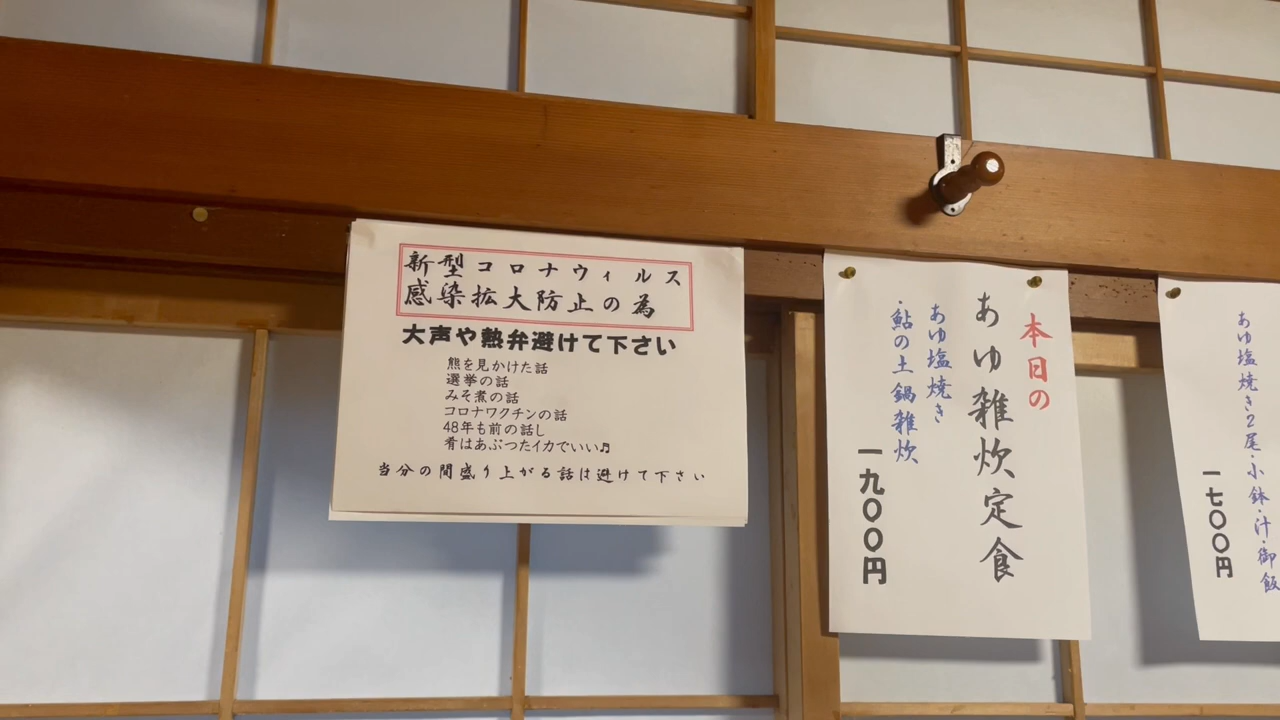 新型コロナウィルス
感染拡大防止の為
大声や熱弁避けて下さい
熊を見かけた話
選挙の話
みそ煮の話
コロナワクチンの話
48年も前の話し
肴はあぶったイカでいい♬
当分の間盛り上がる話は避けて下さい
本日の
あゆ雑炊定食
あゆ塩焼き
・鮎の土鍋雑炊
一九〇〇円
・小鉢・汁・御飯
あゆ塩焼き2尾
一七〇〇円